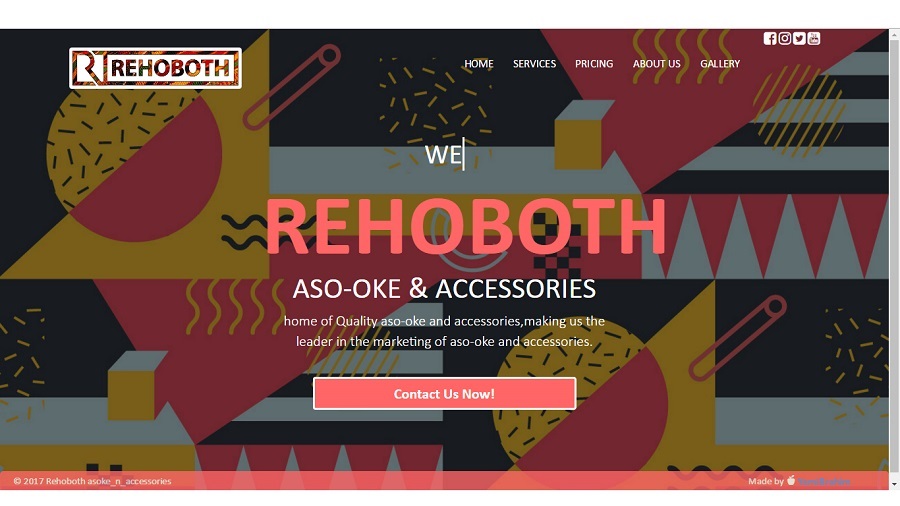 REHOBOTH
HOME SERVICES PRICING ABOUT US GALLERY
WE
REHOBOTH
ASO-OKE & ACCESSORIES
home of Quality aso-oke and accessories,making us the
leader in the marketing of aso-oke and accessories.
Contact Us Now!
© 2017 Rehoboth asoke_n_accessories
Made by